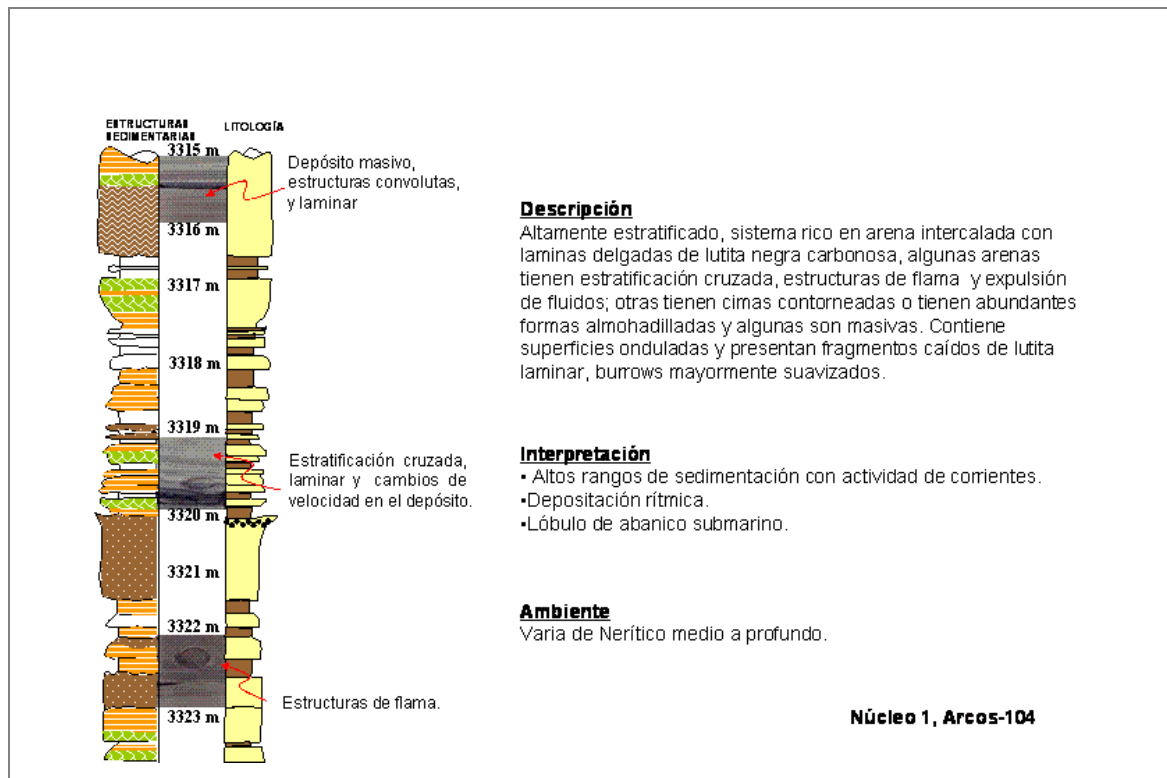 ESTRUCTURAS
SEDIMENTARIAS
LITOLOGÍA
3315 m
Depósito masivo,
estructuras convolutas,
y laminar
3316 m
3317 m
3318 m
3319 m
Estratificación cruzada,
laminar y cambios de
velocidad en el depósito.
3320 m
3321 m
3322 m
Estructuras de flama.
3323 m
Descripción
Altamente estratificado, sistema rico en arena intercalada con
laminas delgadas de lutita negra carbonosa, algunas arenas
tienen estratificación cruzada, estructuras de flama y expulsión
de fluidos; otras tienen cimas contorneadas o tienen abundantes
formas almohadilladas y algunas son masivas. Contiene
superficies onduladas y presentan fragmentos caídos de lutita
laminar, burrows mayormente suavizados.
Interpretación
▪ Altos rangos de sedimentación con actividad de corrientes.
▪Depositación rítmica.
▪Lóbulo de abanico submarino.
Ambiente
Varia de Nerítico medio a profundo.
Núcleo 1, Arcos-104